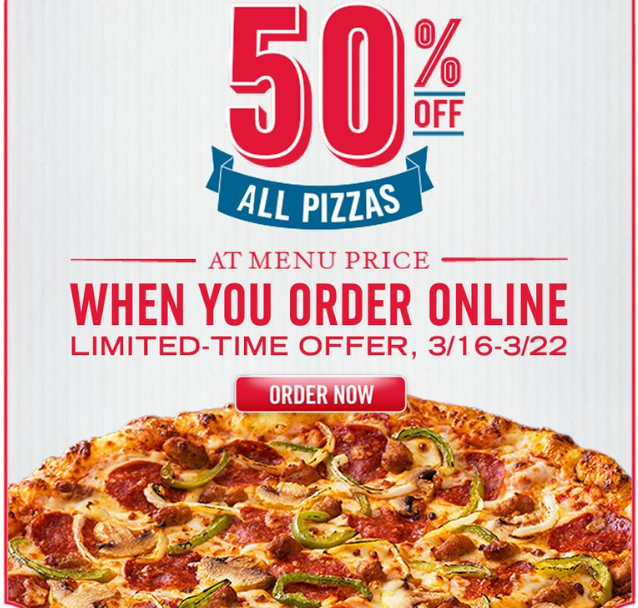 50%
OFF
ALL PIZZAS
AT MENU PRICE
WHEN YOU ORDER ONLINE
LIMITED-TIME OFFER, 3/16-3/22
ORDER NOW